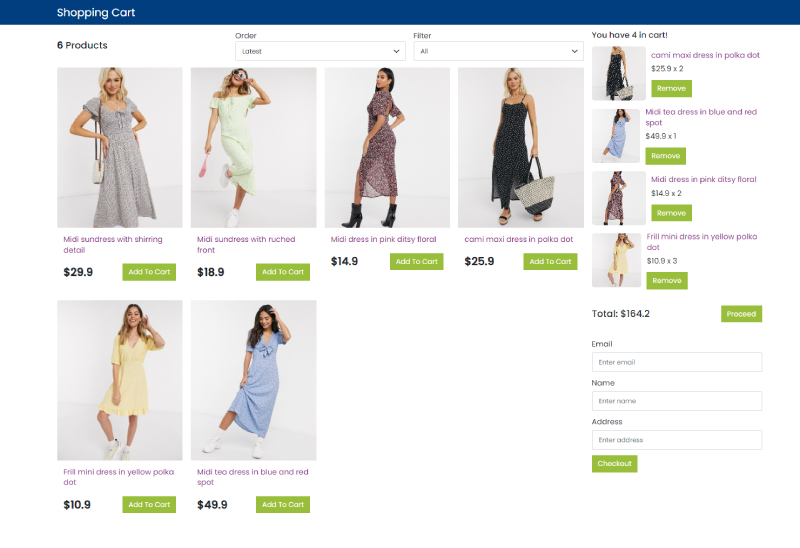 Shopping Cart
6 Products
Order
Latest
Filter
All
Midi sundress with shirring
detail
$29.9
Add To Cart
Midi sundress with ruched
front
$18.9
Add To Cart
Midi dress in pink ditsy floral
$14.9
Add To Cart
cami maxi dress in polka dot
$25.9
Add To Cart
Frill mini dress in yellow polka
dot
$10.9
Add To Cart
Midi tea dress in blue and red
spot
$49.9
Add To Cart
You have 4 in cart!
cami maxi dress in polka dot
$25.9 x 2
Remove
Midi tea dress in blue and red
spot
$49.9 x 1
Remove
Midi dress in pink ditsy floral
$14.9 x 2
Remove
Frill mini dress in yellow polka
dot
$10.9 x 3
Remove
Total: $164.2
Proceed
Email
Enter email
Name
Enter name
Address
Enter address
Checkout